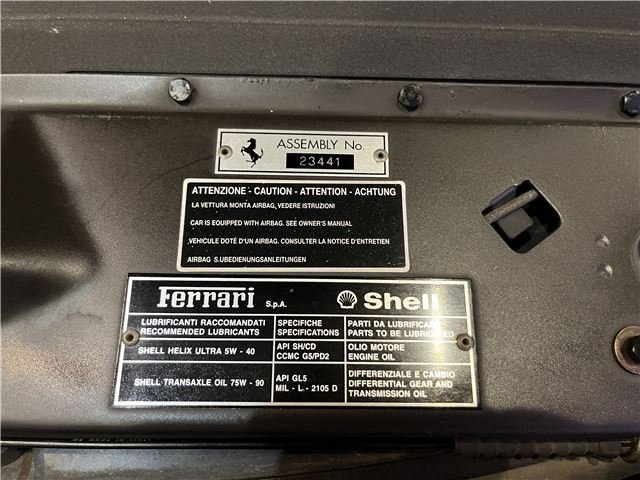 ASSEMBLY No.
23441
ATTENZIONE - CAUTION - ATTENTION - ACHTUNG
LA VETTURA MONTA AIRBAG, VEDERE ISTRUZIONI
CAR IS EQUIPPED WITH AIRBAG. SEE OWNER'S MANUAL
VEHICULE DOTÉ D'UN AIRBAG. CONSULTER LA NOTICE D'ENTRETIEN
AIRBAG S.UBEDIENUNGSANLEITUNGEN
Ferrari S.p.A. Shell
LUBRIFICANTI RACCOMANDATI
RECOMMENDED LUBRICANTS
SPECIFICHE
SPECIFICATIONS
PARTI DA LUBRIFICARE
PARTS TO BE LUBRICATED
SHELL HELIX ULTRA 5W - 40
API SH/CD
CCMC G5/PD2
OLIO MOTORE
ENGINE OIL
SHELL TRANSAXLE OIL 75W - 90
API GL5
MIL - L - 2105 D
DIFFERENZIALE E CAMBIO
DIFFERENTIAL GEAR AND
TRANSMISSION OIL